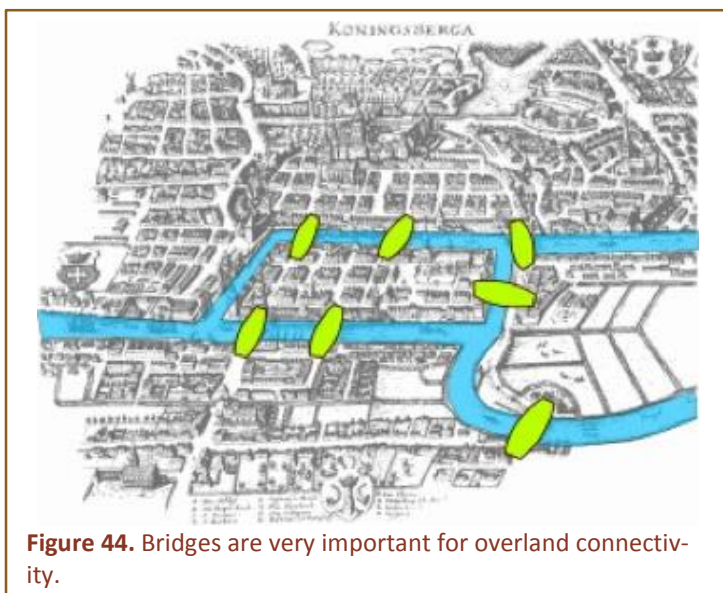 KONINGSBERGA
Figure 44. Bridges are very important for overland connectiv-
ity.